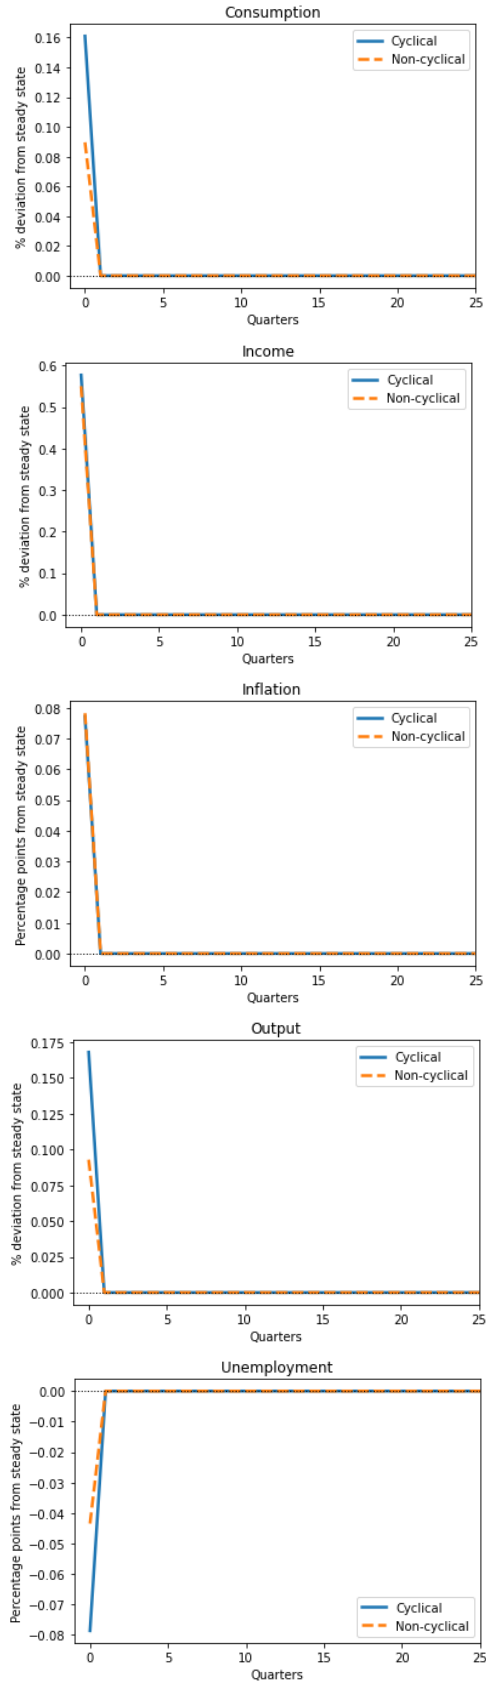 Consumption
% deviation from steady state
0.16
0.14
0.12
0.10
0.08
0.06
0.04
0.02
0.00
Cyclical
Non-cyclical
0 5 10 15 20 25
Quarters
Income
% deviation from steady state
0.6
0.5
0.4
0.3
0.2
0.1
0.0
Cyclical
Non-cyclical
0 5 10 15 20 25
Quarters
Inflation
Percentage points from steady state
0.08
0.07
0.06
0.05
0.04
0.03
0.02
0.01
0.00
Cyclical
Non-cyclical
0 5 10 15 20 25
Quarters
Output
% deviation from steady state
0.175
0.150
0.125
0.100
0.075
0.050
0.025
0.000
Cyclical
Non-cyclical
0 5 10 15 20 25
Quarters
Unemployment
Percentage points from steady state
0.00
−0.01
−0.02
−0.03
−0.04
−0.05
−0.06
−0.07
−0.08
Cyclical
Non-cyclical
0 5 10 15 20 25
Quarters